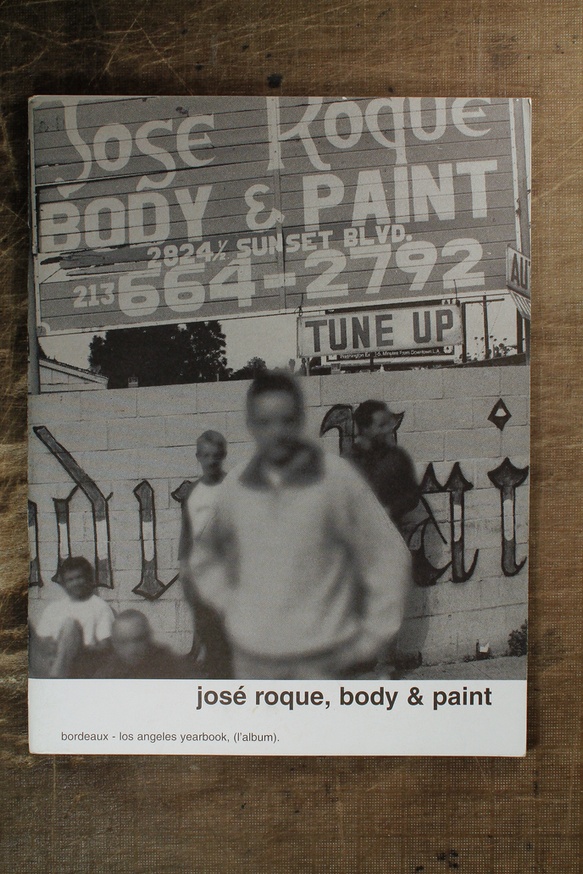 Jose Roque
BODY & PAINT
2824½ SUNSET BLVD.
213 664-2792
AU
TUNE UP
josé roque, body & paint
bordeaux - los angeles yearbook, (l'album).